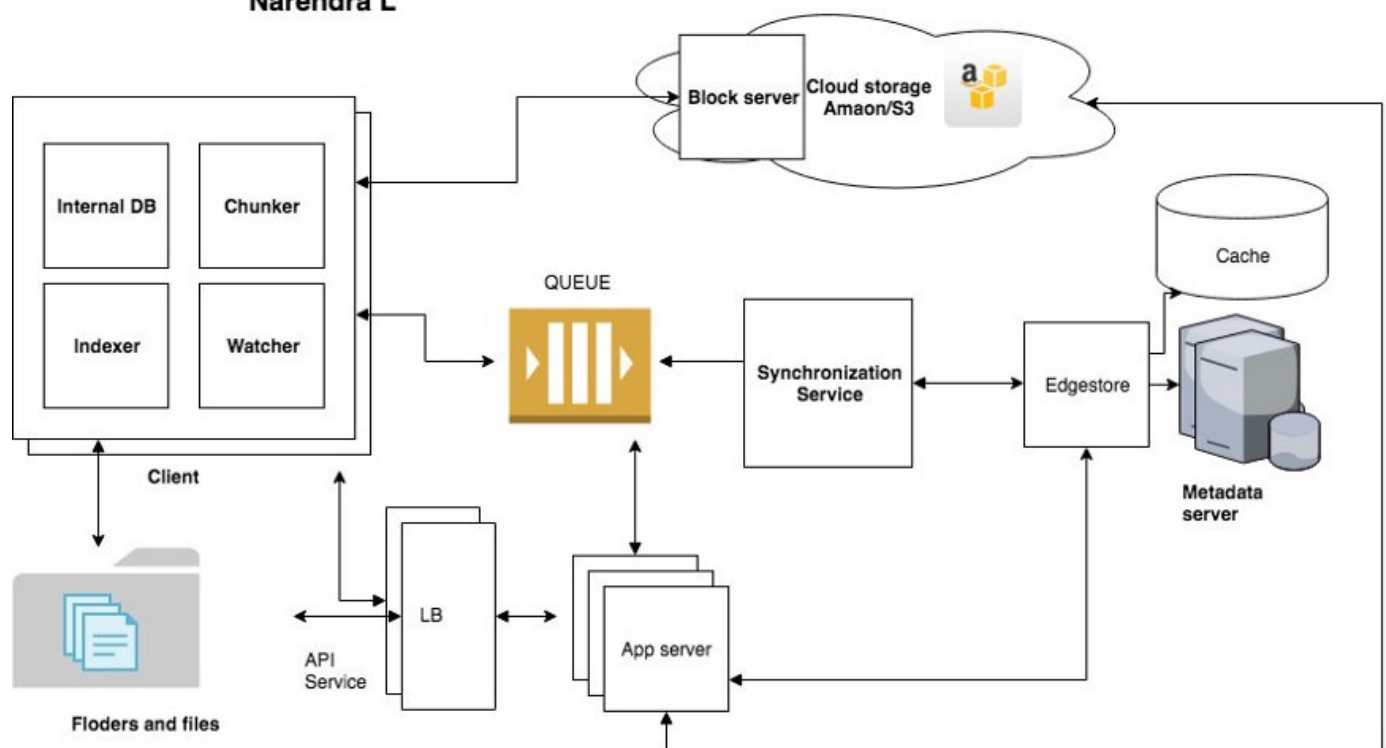 Narendra L
Block server
Cloud storage
Amaon/S3
a
Internal DB
Chunker
Indexer
Watcher
Client
QUEUE
Synchronization
Service
Edgestore
Cache
Metadata
server
LB
API
Service
App server
Floders and files